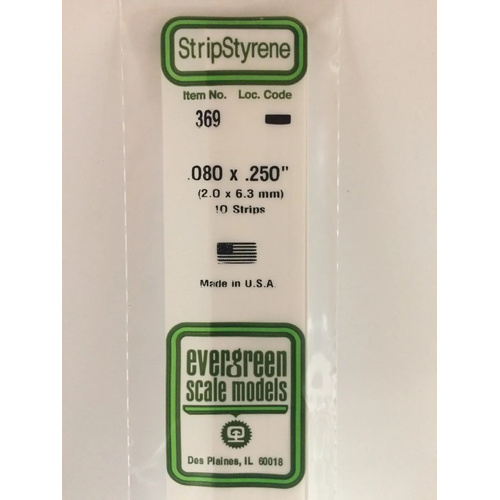 StripStyrene
Item No. Loc. Code
369
.080 x .250"
(2.0 x 6.3 mm)
10 Strips
Made in U.S.A.
evergreen
scale models
Des Plaines, IL 60018